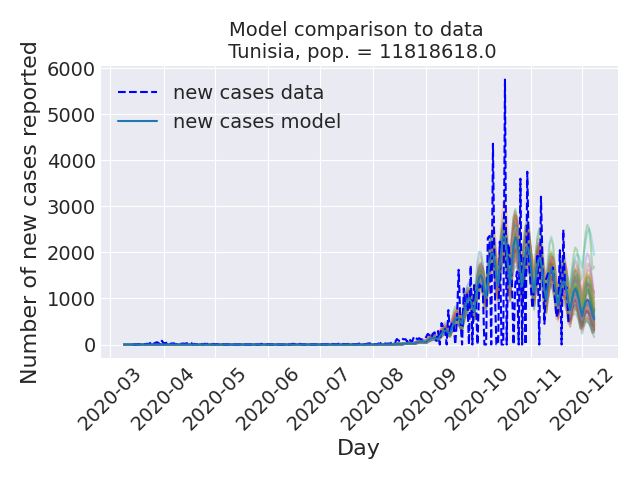 Model comparison to data
Tunisia, pop. = 11818618.0
Number of new cases reported
6000
5000
4000
3000
2000
1000
0
new cases data
new cases model
2020-03
2020-04
2020-05
2020-06
2020-07
2020-08
2020-09
2020-10
2020-11
2020-12
Day